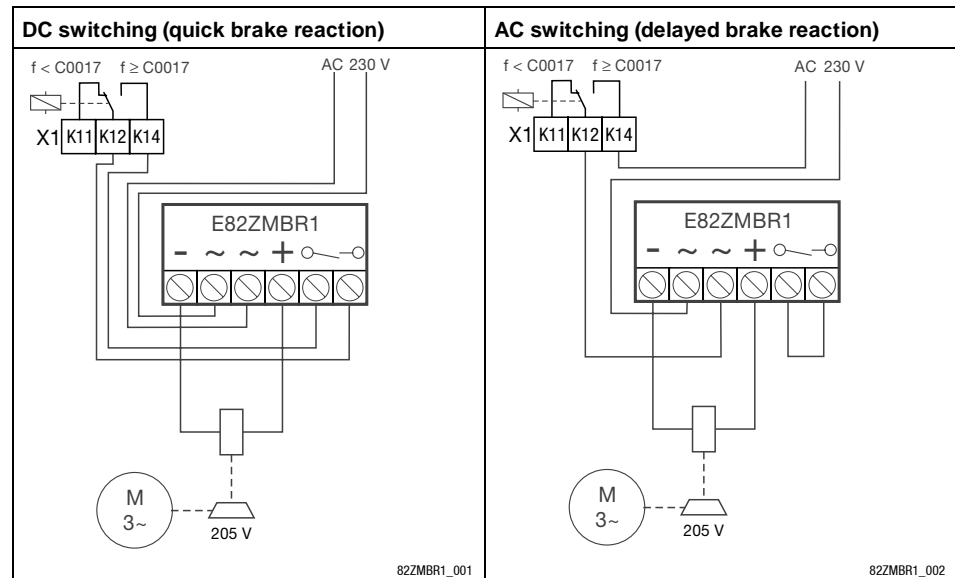 DC switching (quick brake reaction)
f < C0017 f ≥ C0017 AC 230 V
X1 K11 K12 K14
E82ZMBR1
- ~ ~ +
M
3~
205 V
82ZMBR1_001
AC switching (delayed brake reaction)
f < C0017 f ≥ C0017 AC 230 V
X1 K11 K12 K14
E82ZMBR1
- ~ ~ +
M
3~
205 V
82ZMBR1_002